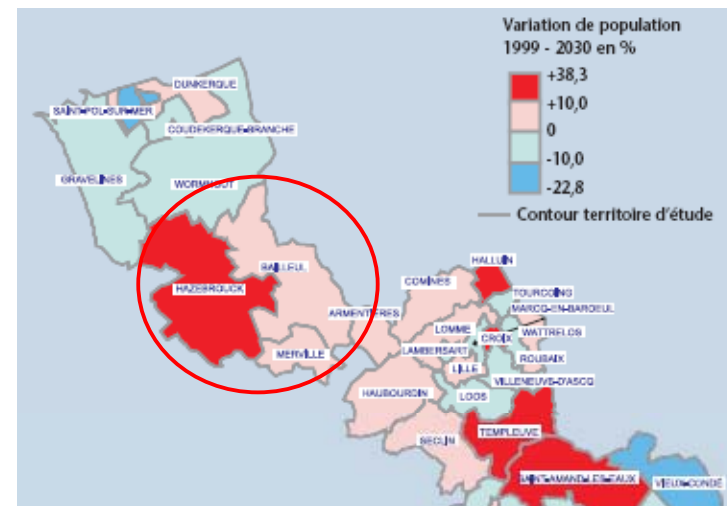 Variation de population
1999 - 2030 en %
+38,3
+10,0
0
-10,0
-22,8
Contour territoire d'étude
DUNKERQUE
SAINT-POL-SUR-MER
COUDEKERQUE-BRANCHE
GRAVELINES
WORMHOUT
BAILLEUL
HAZEBROUCK
MERVILLE
ARMENTIERES
COMINES
HALLUIN
TOURCOING
MARCQ-EN-BAROEUL
LOMME
CROIX
WATTRELOS
LAMBERSART
ROUBAIX
LILLE
VILLENEUVE-D'ASCQ
HAUBOURDIN
LOOS
SECLIN
TEMPLEUVE
SAINT-AMAND-LES-EAUX
VIEUX-CONDÉ